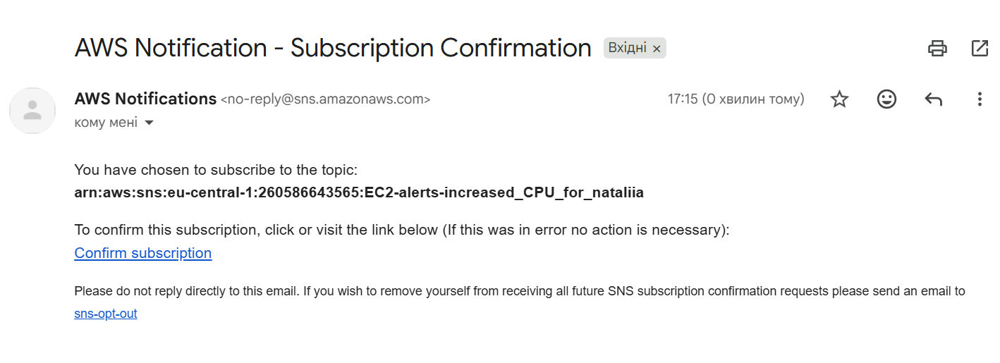 AWS Notification - Subscription Confirmation Вхідні ×
AWS Notifications <no-reply@sns.amazonaws.com> 17:15 (0 хвилин тому)
кому мені
You have chosen to subscribe to the topic:
arn:aws:sns:eu-central-1:260586643565:EC2-alerts-increased_CPU_for_nataliia
To confirm this subscription, click or visit the link below (If this was in error no action is necessary):
Confirm subscription
Please do not reply directly to this email. If you wish to remove yourself from receiving all future SNS subscription confirmation requests please send an email to
sns-opt-out